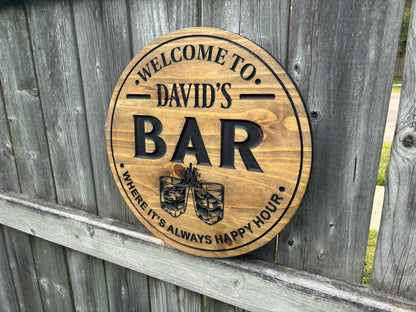 WELCOME TO
DAVID'S
BAR
WHERE IT'S ALWAYS HAPPY HOUR